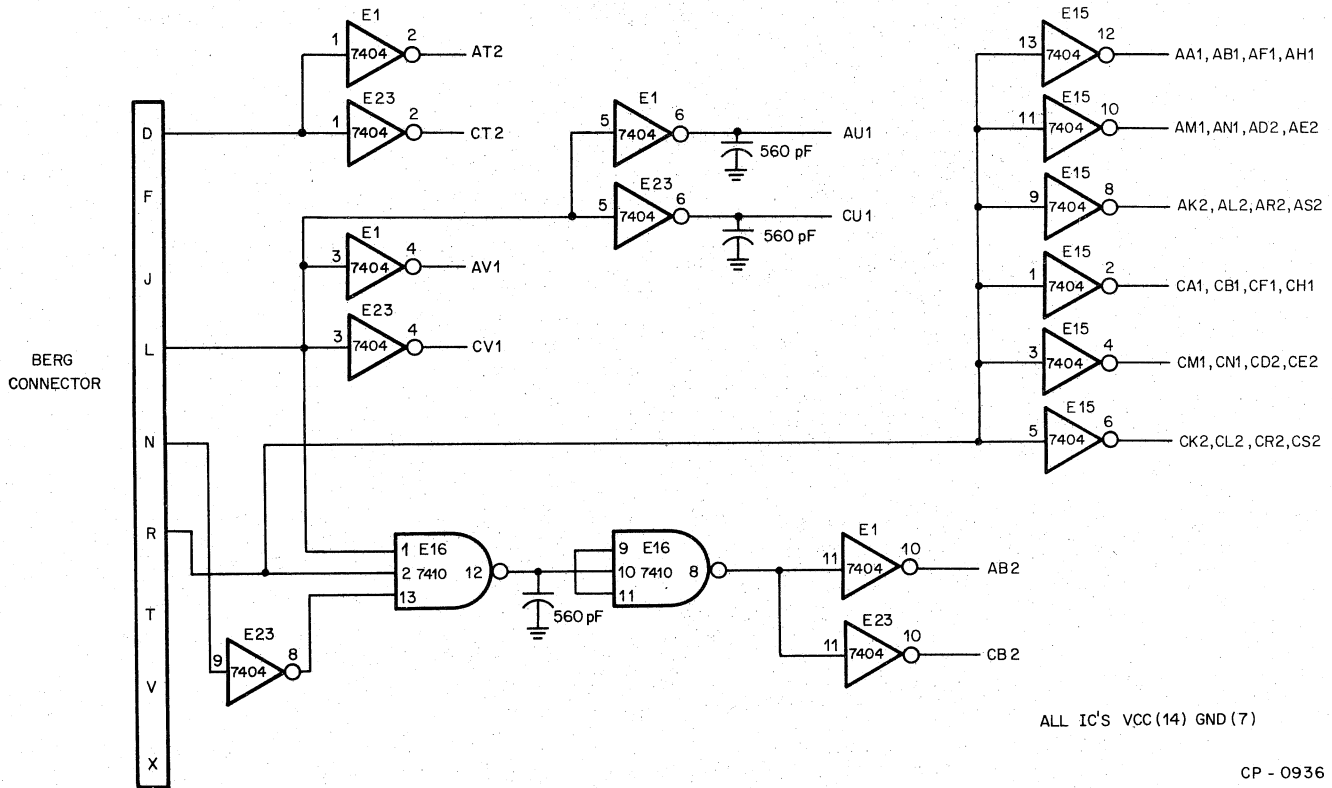 E1
1
7404
2
AT2
E23
1
7404
2
CT2
E1
5
7404
6
AU1
560 pF
E23
5
7404
6
CU1
560 pF
E1
3
7404
4
AV1
E23
3
7404
4
CV1
E15
13
7404
12
AA1, AB1, AF1, AH1
E15
11
7404
10
AM1, AN1, AD2, AE2
E15
9
7404
8
AK2, AL2, AR2, AS2
E15
1
7404
2
CA1, CB1, CF1, CH1
E15
3
7404
4
CM1, CN1, CD2, CE2
E15
5
7404
6
CK2, CL2, CR2, CS2
BERG
CONNECTOR
D
F
J
L
N
R
T
V
X
E23
9
7404
8
1
E16
2
7410
12
13
560 pF
9
E16
10
7410
8
11
E1
11
7404
10
AB2
E23
11
7404
10
CB2
ALL IC'S VCC (14) GND (7)
CP - 0936